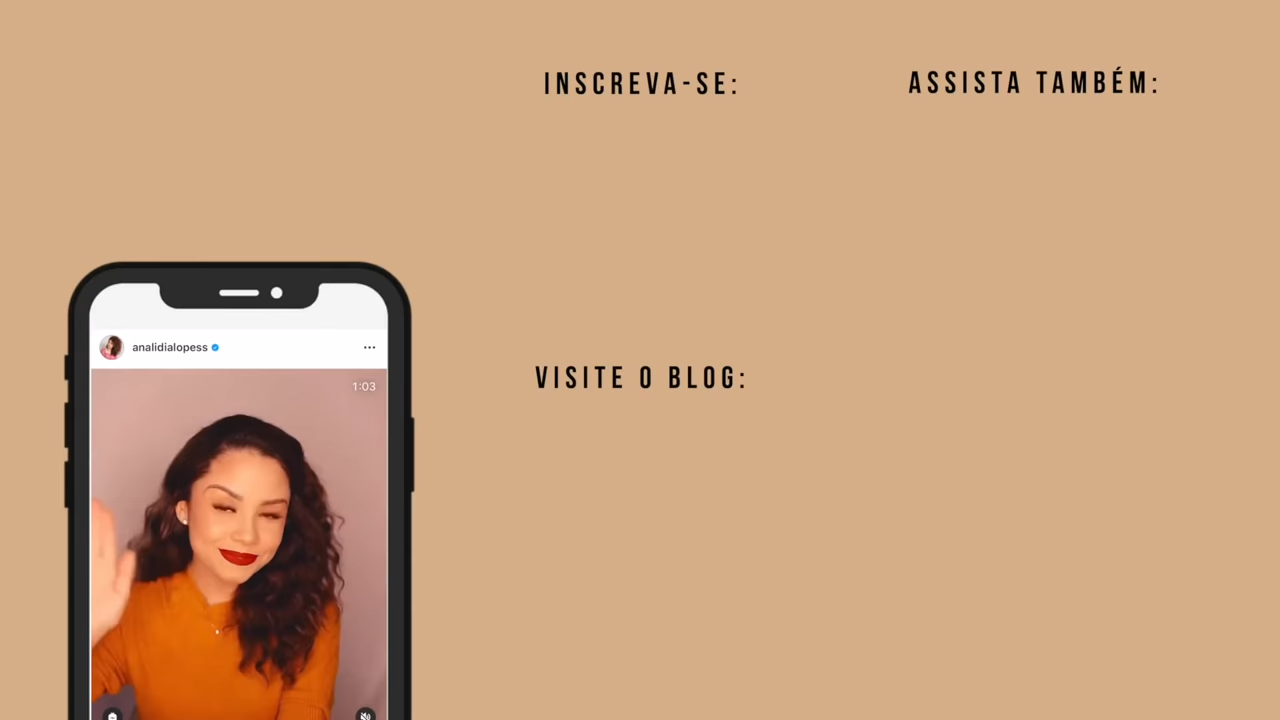 INSCREVA-SE:
ASSISTA TAMBÉM:
analidialopess
1:03
VISITE O BLOG: